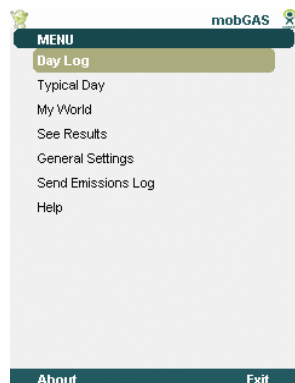 mobGAS
MENU
Day Log
Typical Day
My World
See Results
General Settings
Send Emissions Log
Help
About Exit